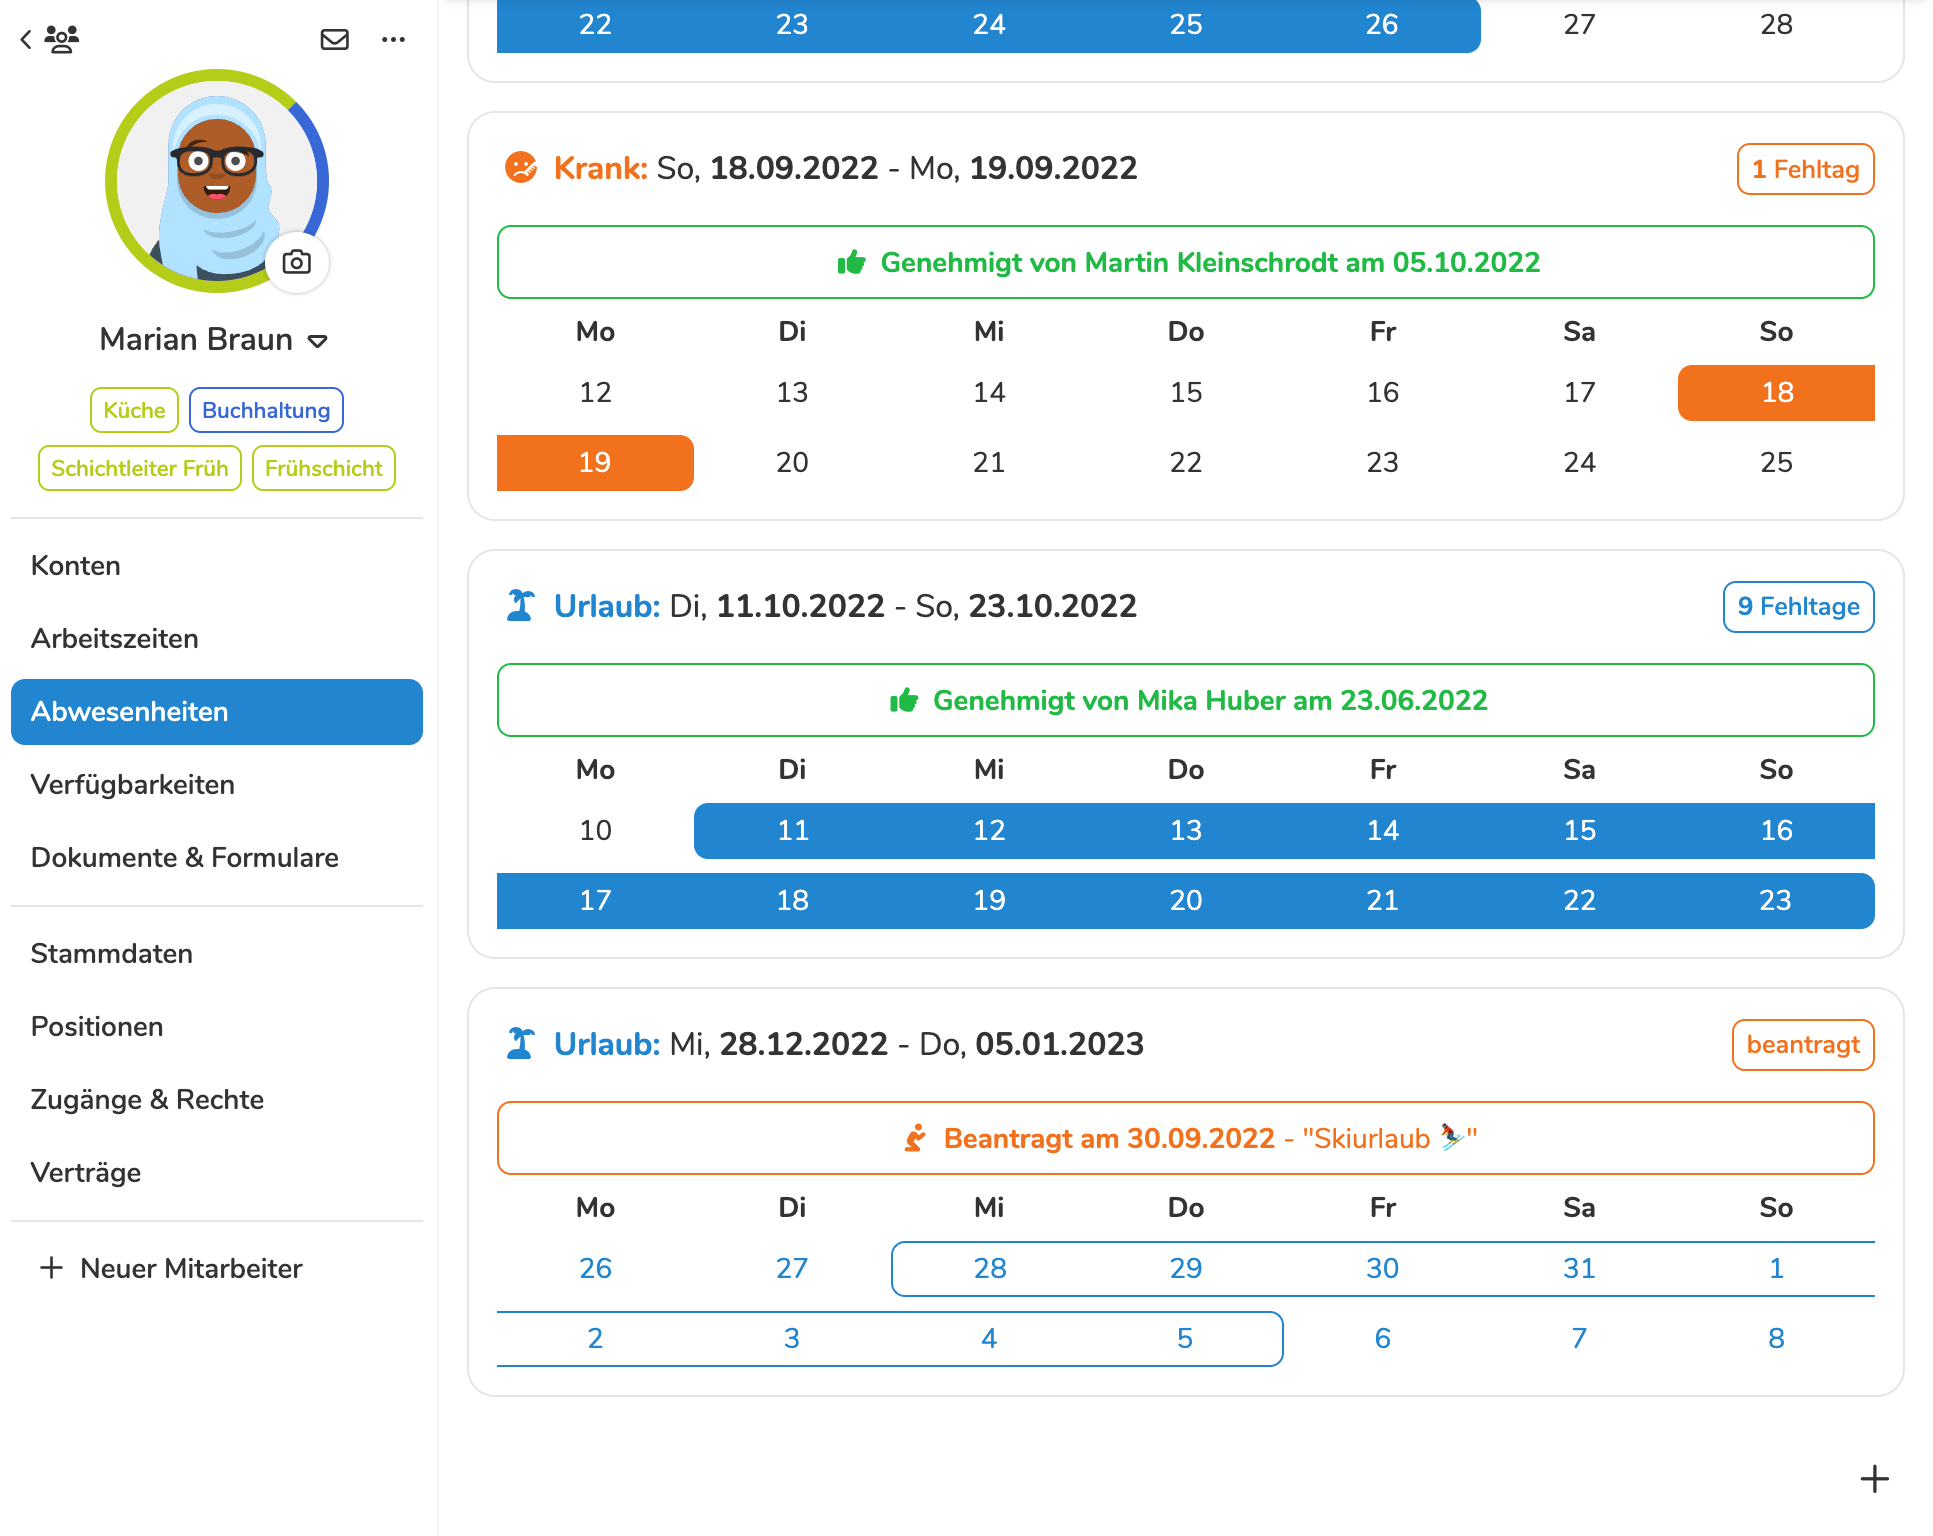 Marian Braun
Küche Buchhaltung
Schichtleiter Früh Frühschicht
Konten
Arbeitszeiten
Abwesenheiten
Verfügbarkeiten
Dokumente & Formulare
Stammdaten
Positionen
Zugänge & Rechte
Verträge
+ Neuer Mitarbeiter
22 23 24 25 26 27 28
Krank: So, 18.09.2022 - Mo, 19.09.2022 1 Fehltag
Genehmigt von Martin Kleinschrodt am 05.10.2022
Mo Di Mi Do Fr Sa So
12 13 14 15 16 17 18
19 20 21 22 23 24 25
Urlaub: Di, 11.10.2022 - So, 23.10.2022 9 Fehltage
Genehmigt von Mika Huber am 23.06.2022
Mo Di Mi Do Fr Sa So
10 11 12 13 14 15 16
17 18 19 20 21 22 23
Urlaub: Mi, 28.12.2022 - Do, 05.01.2023 beantragt
Beantragt am 30.09.2022 - "Skiurlaub ⛷️"
Mo Di Mi Do Fr Sa So
26 27 28 29 30 31 1
2 3 4 5 6 7 8